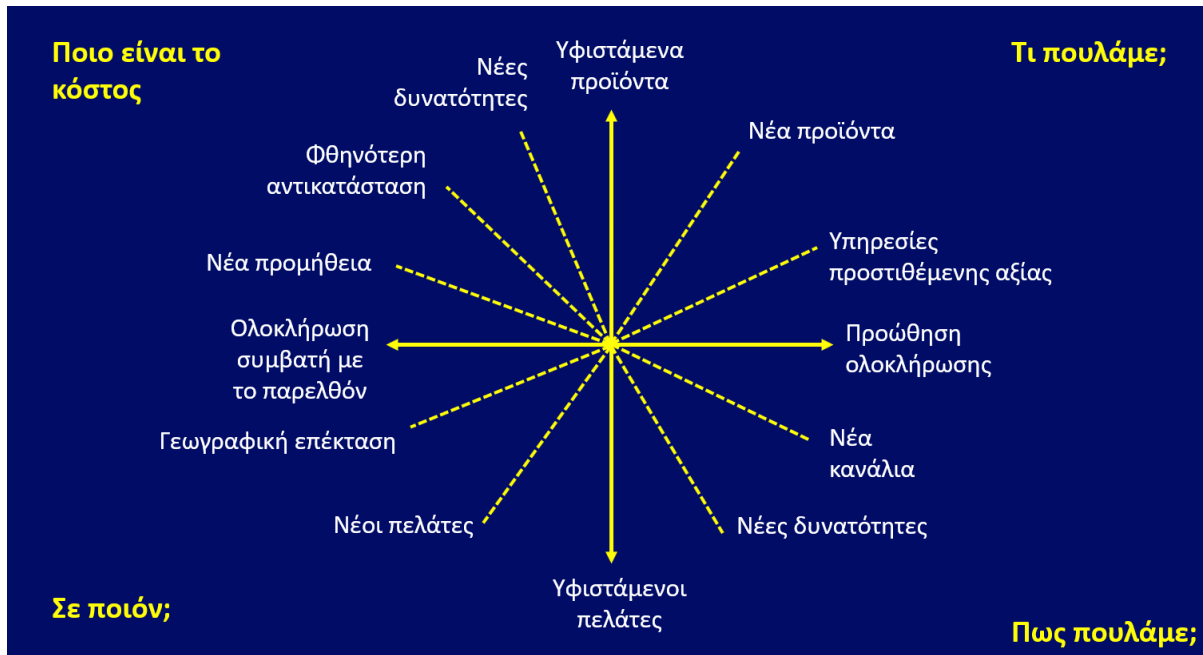 Ποιο είναι το
κόστος
Τι πουλάμε;
Υφιστάμενα
προϊόντα
Νέες
δυνατότητες
Νέα προϊόντα
Φθηνότερη
αντικατάσταση
Υπηρεσίες
προστιθέμενης αξίας
Νέα προμήθεια
Ολοκλήρωση
συμβατή με
το παρελθόν
Προώθηση
ολοκλήρωσης
Γεωγραφική επέκταση
Νέα
κανάλια
Νέοι πελάτες
Νέες δυνατότητες
Υφιστάμενοι
πελάτες
Σε ποιόν;
Πως πουλάμε;